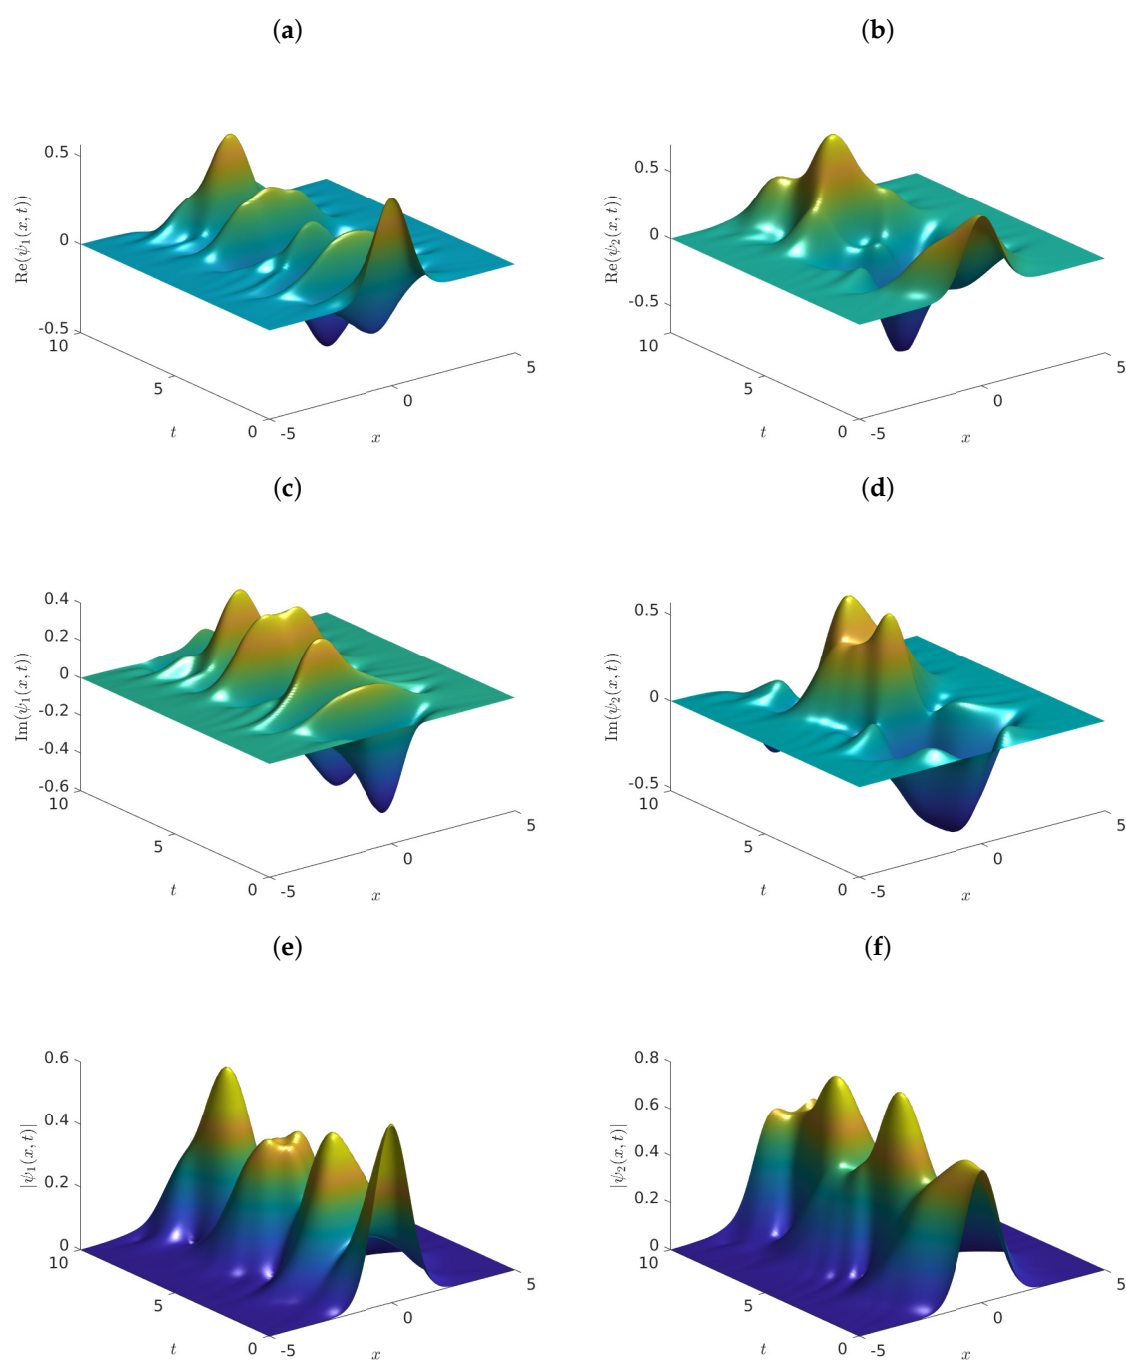 (a)
0.5
0
-0.5
Re(ψ₁(x, t))
10
5
0
t
-5
0
5
x
(b)
0.5
0
-0.5
Re(ψ₂(x, t))
10
5
0
t
-5
0
5
x
(c)
0.4
0.2
0
-0.2
-0.4
-0.6
Im(ψ₁(x, t))
10
5
0
t
-5
0
5
x
(d)
0.5
0
-0.5
Im(ψ₂(x, t))
10
5
0
t
-5
0
5
x
(e)
0.6
0.4
0.2
0
|ψ₁(x, t)|
10
5
0
t
-5
0
5
x
(f)
0.8
0.6
0.4
0.2
0
|ψ₂(x, t)|
10
5
0
t
-5
0
5
x